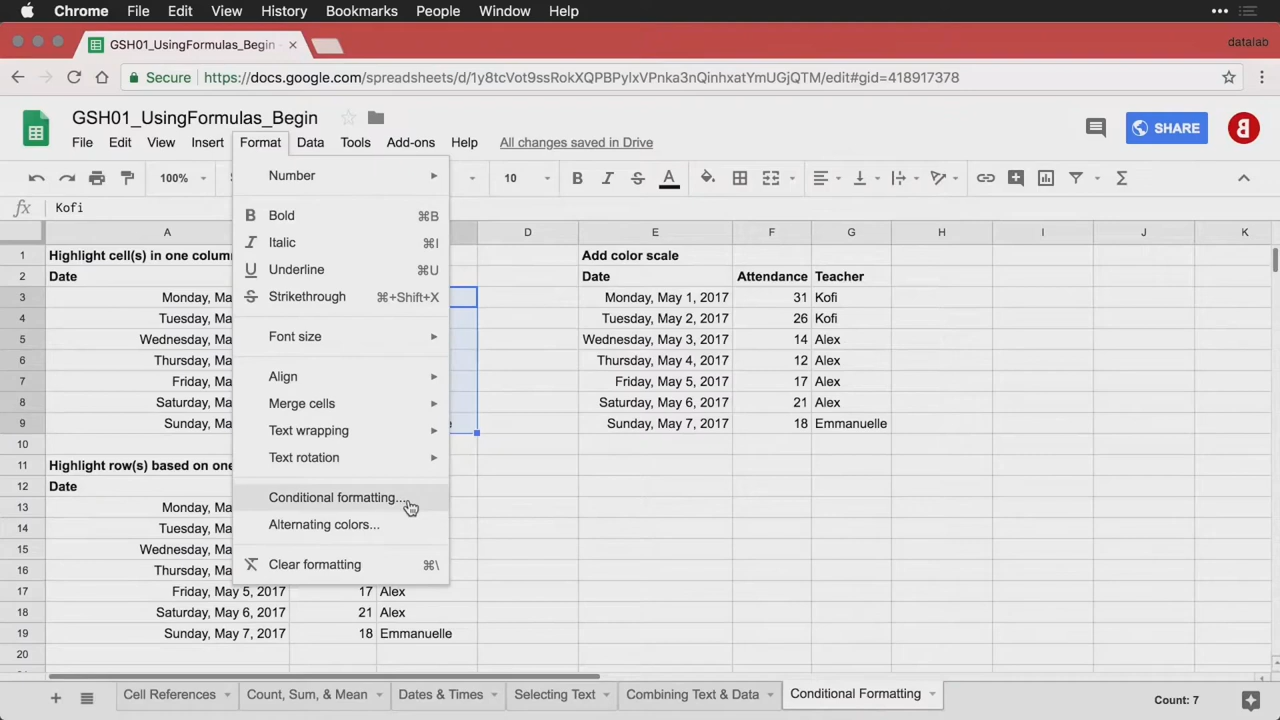 Chrome File Edit View History Bookmarks People Window Help
GSH01_UsingFormulas_Begin
datalab
Secure https://docs.google.com/spreadsheets/d/1y8tcVot9ssRokXQPBPylxVPnka3nQinhxatYmUGjQTM/edit#gid=418917378
GSH01_UsingFormulas_Begin
File Edit View Insert Format Data Tools Add-ons Help All changes saved in Drive
SHARE
100% 10
fx Kofi
Number
Bold ⌘B
Italic ⌘I
Underline ⌘U
Strikethrough ⌘+Shift+X
Font size
Align
Merge cells
Text wrapping
Text rotation
Conditional formatting...
Alternating colors...
Clear formatting ⌘\
A D E F G H I J K
1 Highlight cell(s) in one colum Add color scale
2 Date Date Attendance Teacher
3 Monday, Ma Monday, May 1, 2017 31 Kofi
4 Tuesday, Ma Tuesday, May 2, 2017 26 Kofi
5 Wednesday, Ma Wednesday, May 3, 2017 14 Alex
6 Thursday, Ma Thursday, May 4, 2017 12 Alex
7 Friday, Ma Friday, May 5, 2017 17 Alex
8 Saturday, Ma Saturday, May 6, 2017 21 Alex
9 Sunday, Ma Sunday, May 7, 2017 18 Emmanuelle
10
11 Highlight row(s) based on one
12 Date
13 Monday, Ma
14 Tuesday, Ma
15 Wednesday, Ma
16 Thursday, Ma
17 Friday, May 5, 2017 17 Alex
18 Saturday, May 6, 2017 21 Alex
19 Sunday, May 7, 2017 18 Emmanuelle
20
Cell References Count, Sum, & Mean Dates & Times Selecting Text Combining Text & Data Conditional Formatting Count: 7